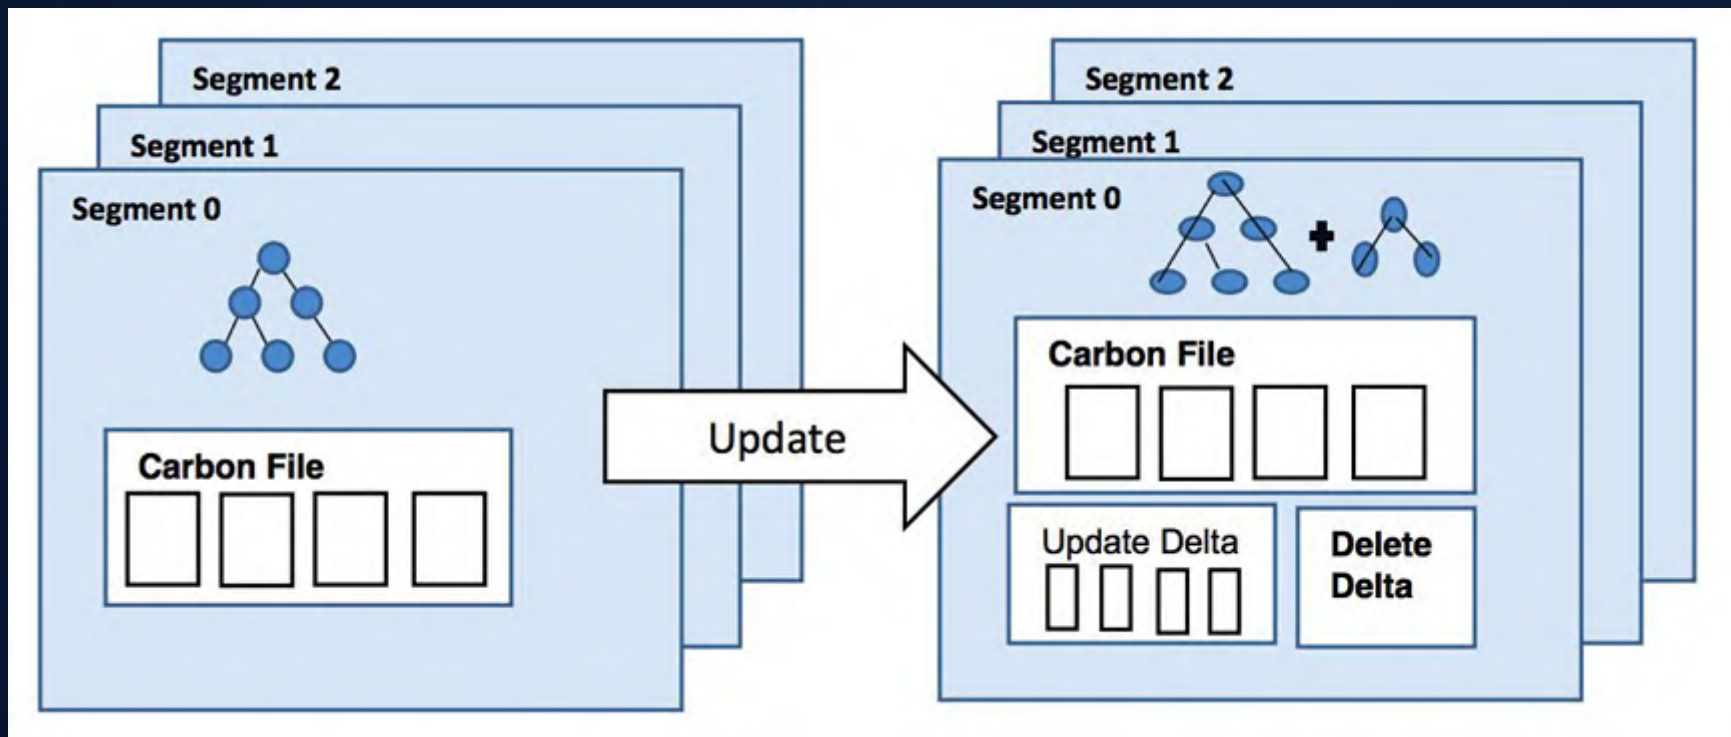 Segment 2
Segment 1
Segment 0
Carbon File
Update
Segment 2
Segment 1
Segment 0
Carbon File
Update Delta
Delete
Delta